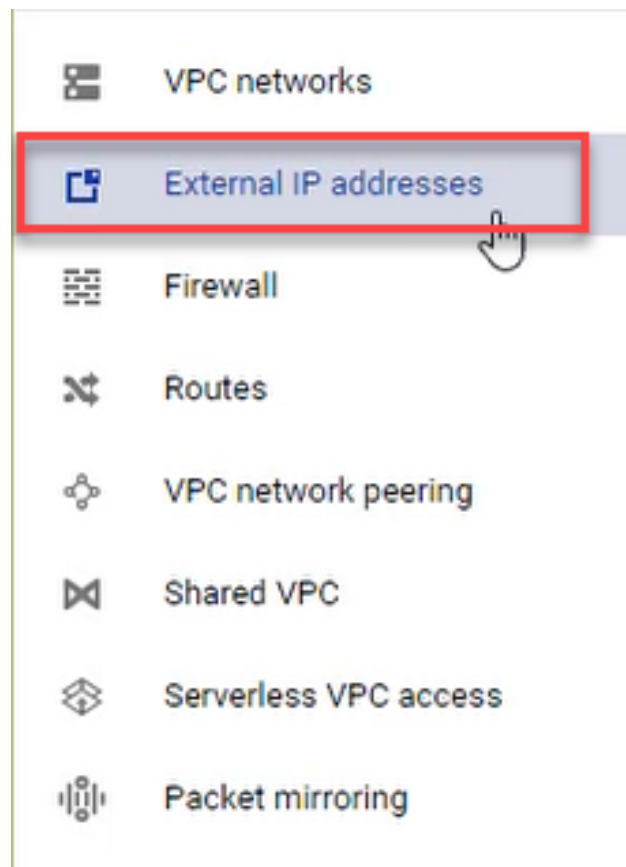 VPC networks
External IP addresses
Firewall
Routes
VPC network peering
Shared VPC
Serverless VPC access
Packet mirroring